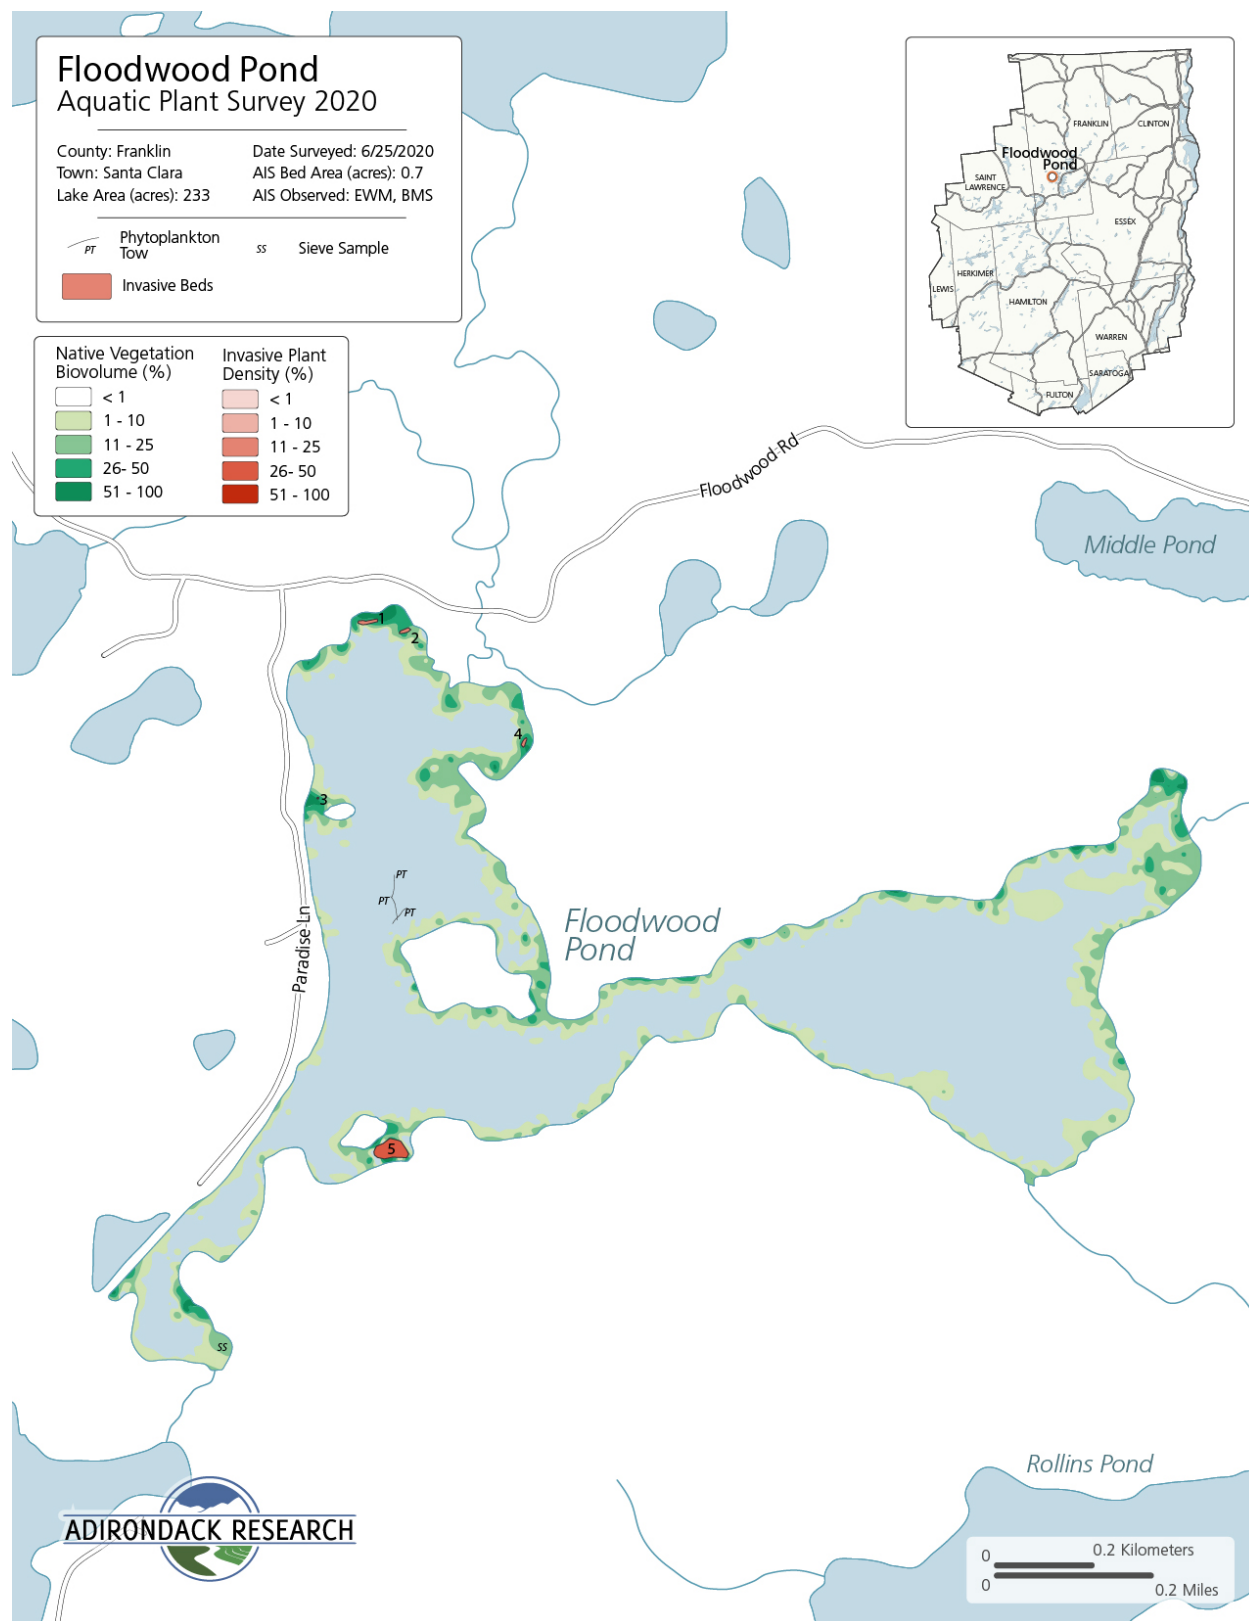 Floodwood Pond
Aquatic Plant Survey 2020
County: Franklin
Town: Santa Clara
Lake Area (acres): 233
Date Surveyed: 6/25/2020
AIS Bed Area (acres): 0.7
AIS Observed: EWM, BMS
PT
Phytoplankton
Tow
SS
Sieve Sample
Invasive Beds
Native Vegetation
Biovolume (%)
< 1
1 - 10
11 - 25
26- 50
51 - 100
Invasive Plant
Density (%)
< 1
1 - 10
11 - 25
26- 50
51 - 100
FRANKLIN
CLINTON
Floodwood
Pond
SAINT
LAWRENCE
ESSEX
HERKIMER
LEWIS
HAMILTON
WARREN
SARATOGA
FULTON
Floodwood Rd
Middle Pond
1
2
4
3
PT
PT
PT
Floodwood
Pond
Paradise Ln
5
SS
Rollins Pond
ADIRONDACK RESEARCH
0
0.2 Kilometers
0
0.2 Miles